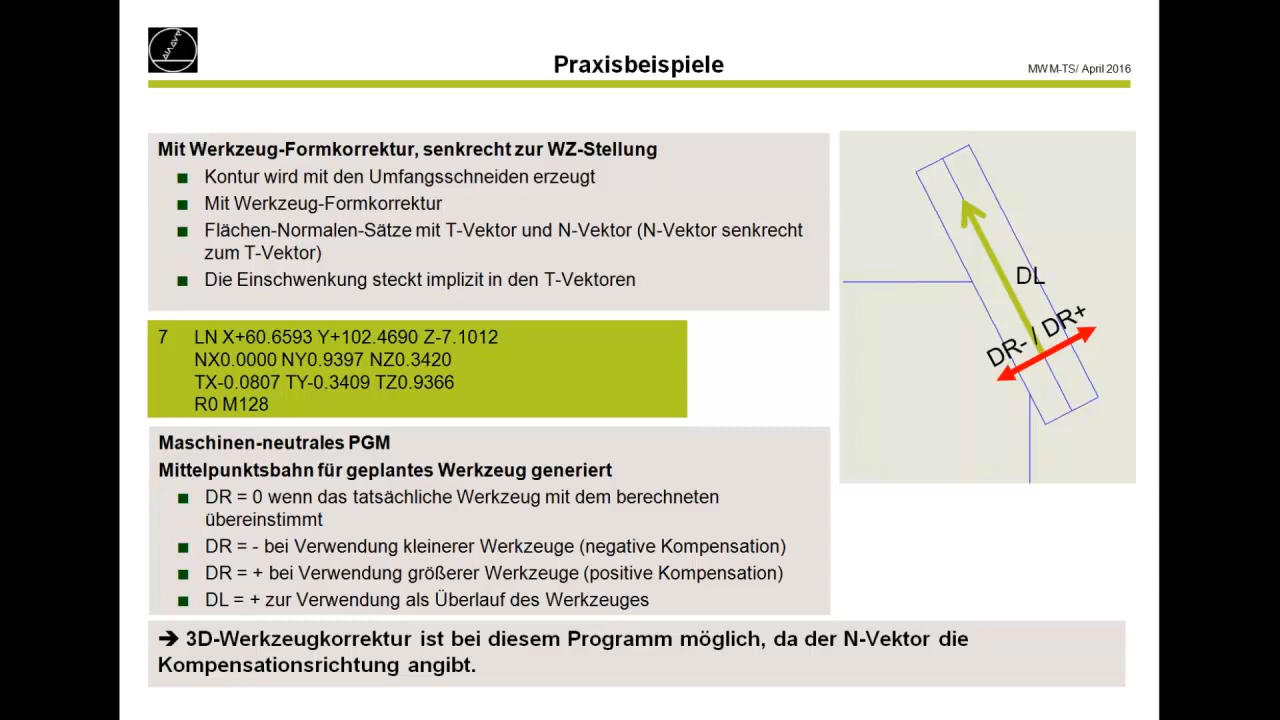 Praxisbeispiele
MWM-TS/ April 2016
Mit Werkzeug-Formkorrektur, senkrecht zur WZ-Stellung
Kontur wird mit den Umfangsschneiden erzeugt
Mit Werkzeug-Formkorrektur
Flächen-Normalen-Sätze mit T-Vektor und N-Vektor (N-Vektor senkrecht
zum T-Vektor)
Die Einschwenkung steckt implizit in den T-Vektoren
DL
DR- / DR+
7 LN X+60.6593 Y+102.4690 Z-7.1012
NX0.0000 NY0.9397 NZ0.3420
TX-0.0807 TY-0.3409 TZ0.9366
R0 M128
Maschinen-neutrales PGM
Mittelpunktsbahn für geplantes Werkzeug generiert
DR = 0 wenn das tatsächliche Werkzeug mit dem berechneten
übereinstimmt
DR = - bei Verwendung kleinerer Werkzeuge (negative Kompensation)
DR = + bei Verwendung größerer Werkzeuge (positive Kompensation)
DL = + zur Verwendung als Überlauf des Werkzeuges
➔ 3D-Werkzeugkorrektur ist bei diesem Programm möglich, da der N-Vektor die
Kompensationsrichtung angibt.